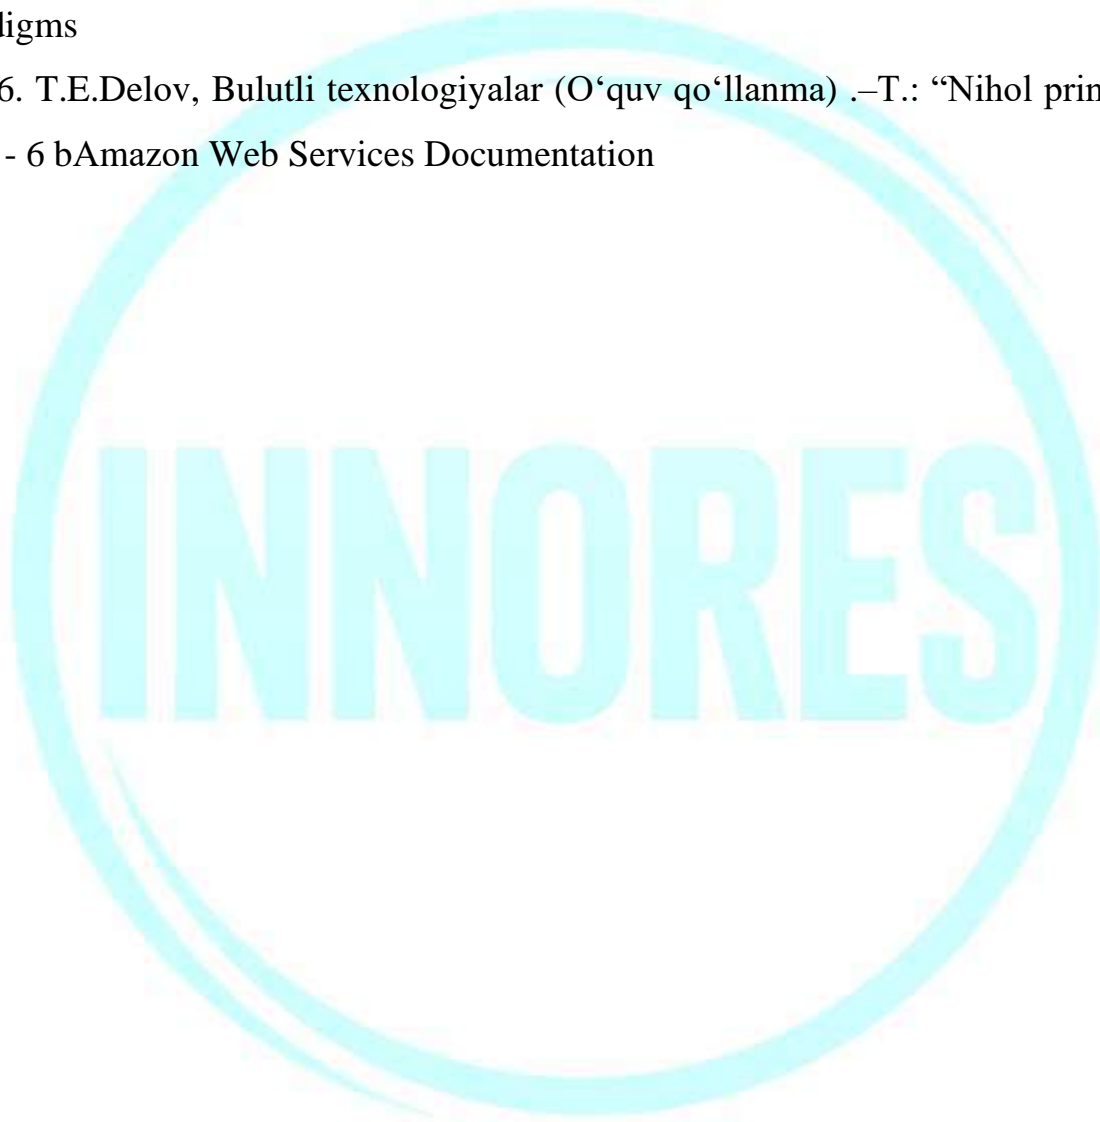 digms
6. T.E.Delov, Bulutli texnologiyalar (O‘quv qo‘llanma) .–T.: “Nihol prin
- 6 bAmazon Web Services Documentation
INNORES